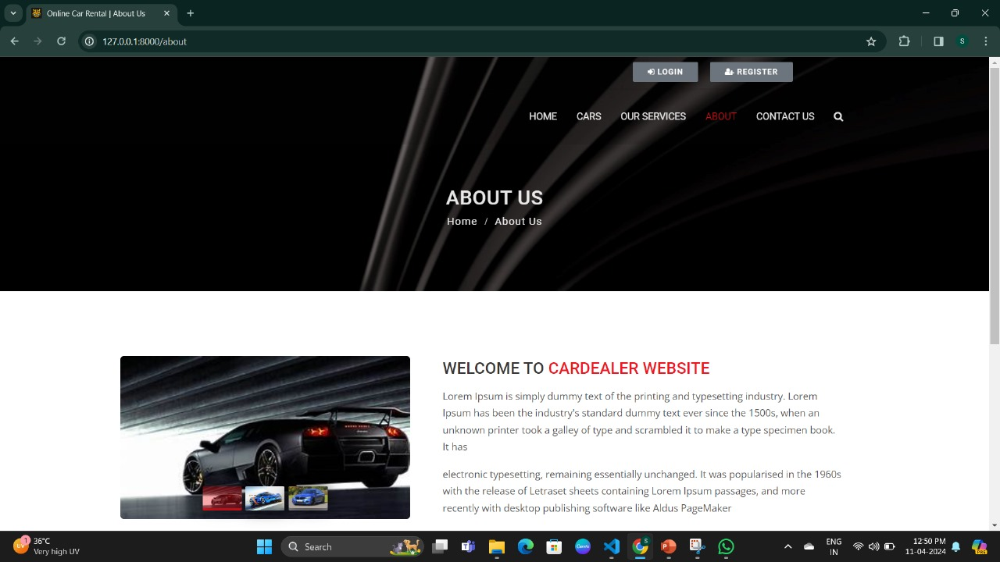 Online Car Rental | About Us
127.0.0.1:8000/about
S
LOGIN REGISTER
HOME CARS OUR SERVICES ABOUT CONTACT US
ABOUT US
Home / About Us
WELCOME TO CARDEALER WEBSITE
Lorem Ipsum is simply dummy text of the printing and typesetting industry. Lorem
Ipsum has been the industry's standard dummy text ever since the 1500s, when an
unknown printer took a galley of type and scrambled it to make a type specimen book.
It has
electronic typesetting, remaining essentially unchanged. It was popularised in the 1960s
with the release of Letraset sheets containing Lorem Ipsum passages, and more
recently with desktop publishing software like Aldus PageMaker
1
UV
36°C
Very high UV
Search
Canva
S
ENG
IN
12:50 PM
11-04-2024
PRE